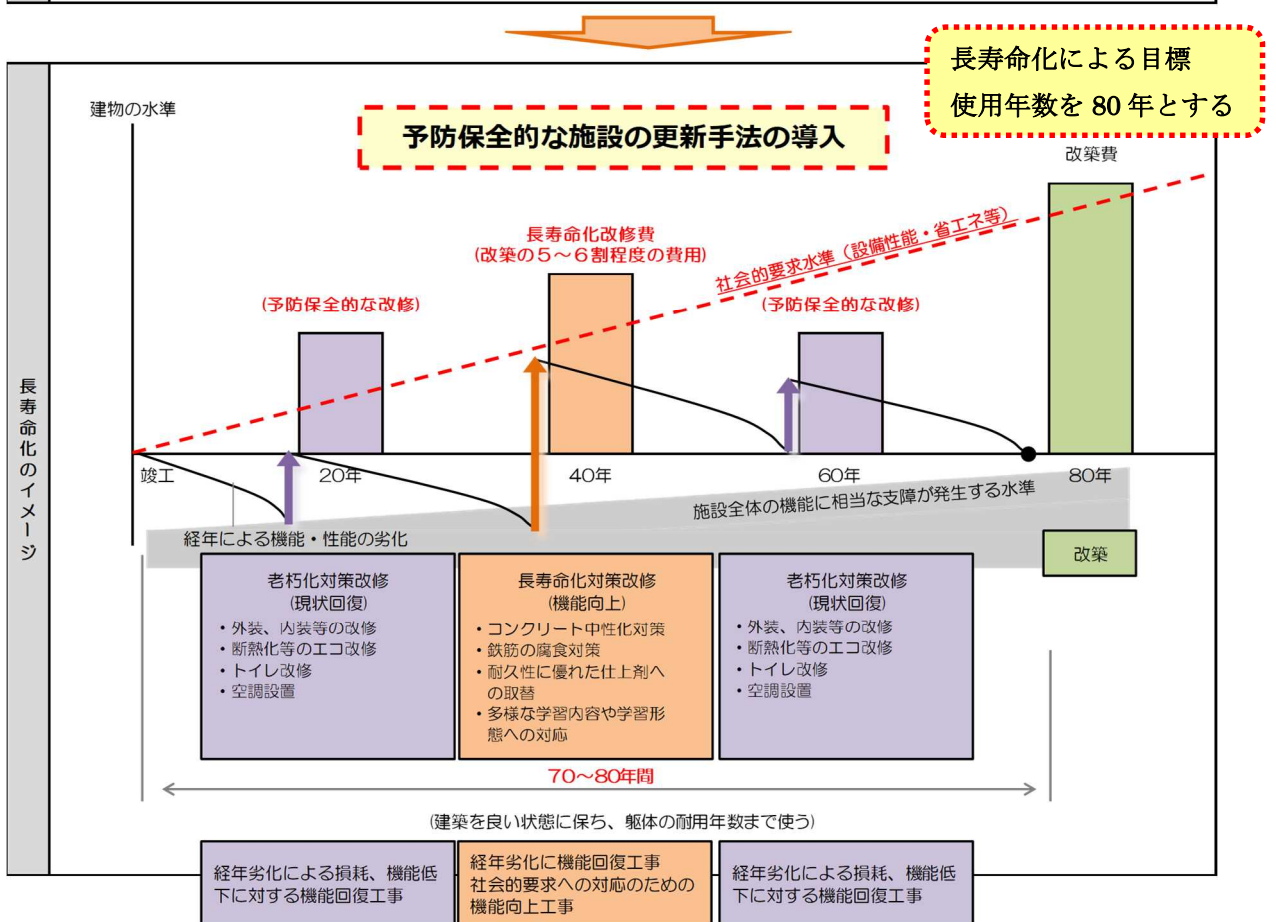 長寿命化による目標
使用年数を 80 年とする
長寿命化のイメージ
建物の水準
予防保全的な施設の更新手法の導入
改築費
長寿命化改修費
(改築の5～6割程度の費用)
社会的要求水準（設備性能・省エネ等）
(予防保全的な改修)
(予防保全的な改修)
竣工
20年
40年
60年
80年
施設全体の機能に相当な支障が発生する水準
経年による機能・性能の劣化
改築
老朽化対策改修
(現状回復)
・外装、内装等の改修
・断熱化等のエコ改修
・トイレ改修
・空調設置
長寿命化対策改修
(機能向上)
・コンクリート中性化対策
・鉄筋の腐食対策
・耐久性に優れた仕上剤へ
の取替
・多様な学習内容や学習形
態への対応
老朽化対策改修
(現状回復)
・外装、内装等の改修
・断熱化等のエコ改修
・トイレ改修
・空調設置
70～80年間
(建築を良い状態に保ち、躯体の耐用年数まで使う)
経年劣化による損耗、機能低
下に対する機能回復工事
経年劣化に機能回復工事
社会的要求への対応のための
機能向上工事
経年劣化による損耗、機能低
下に対する機能回復工事